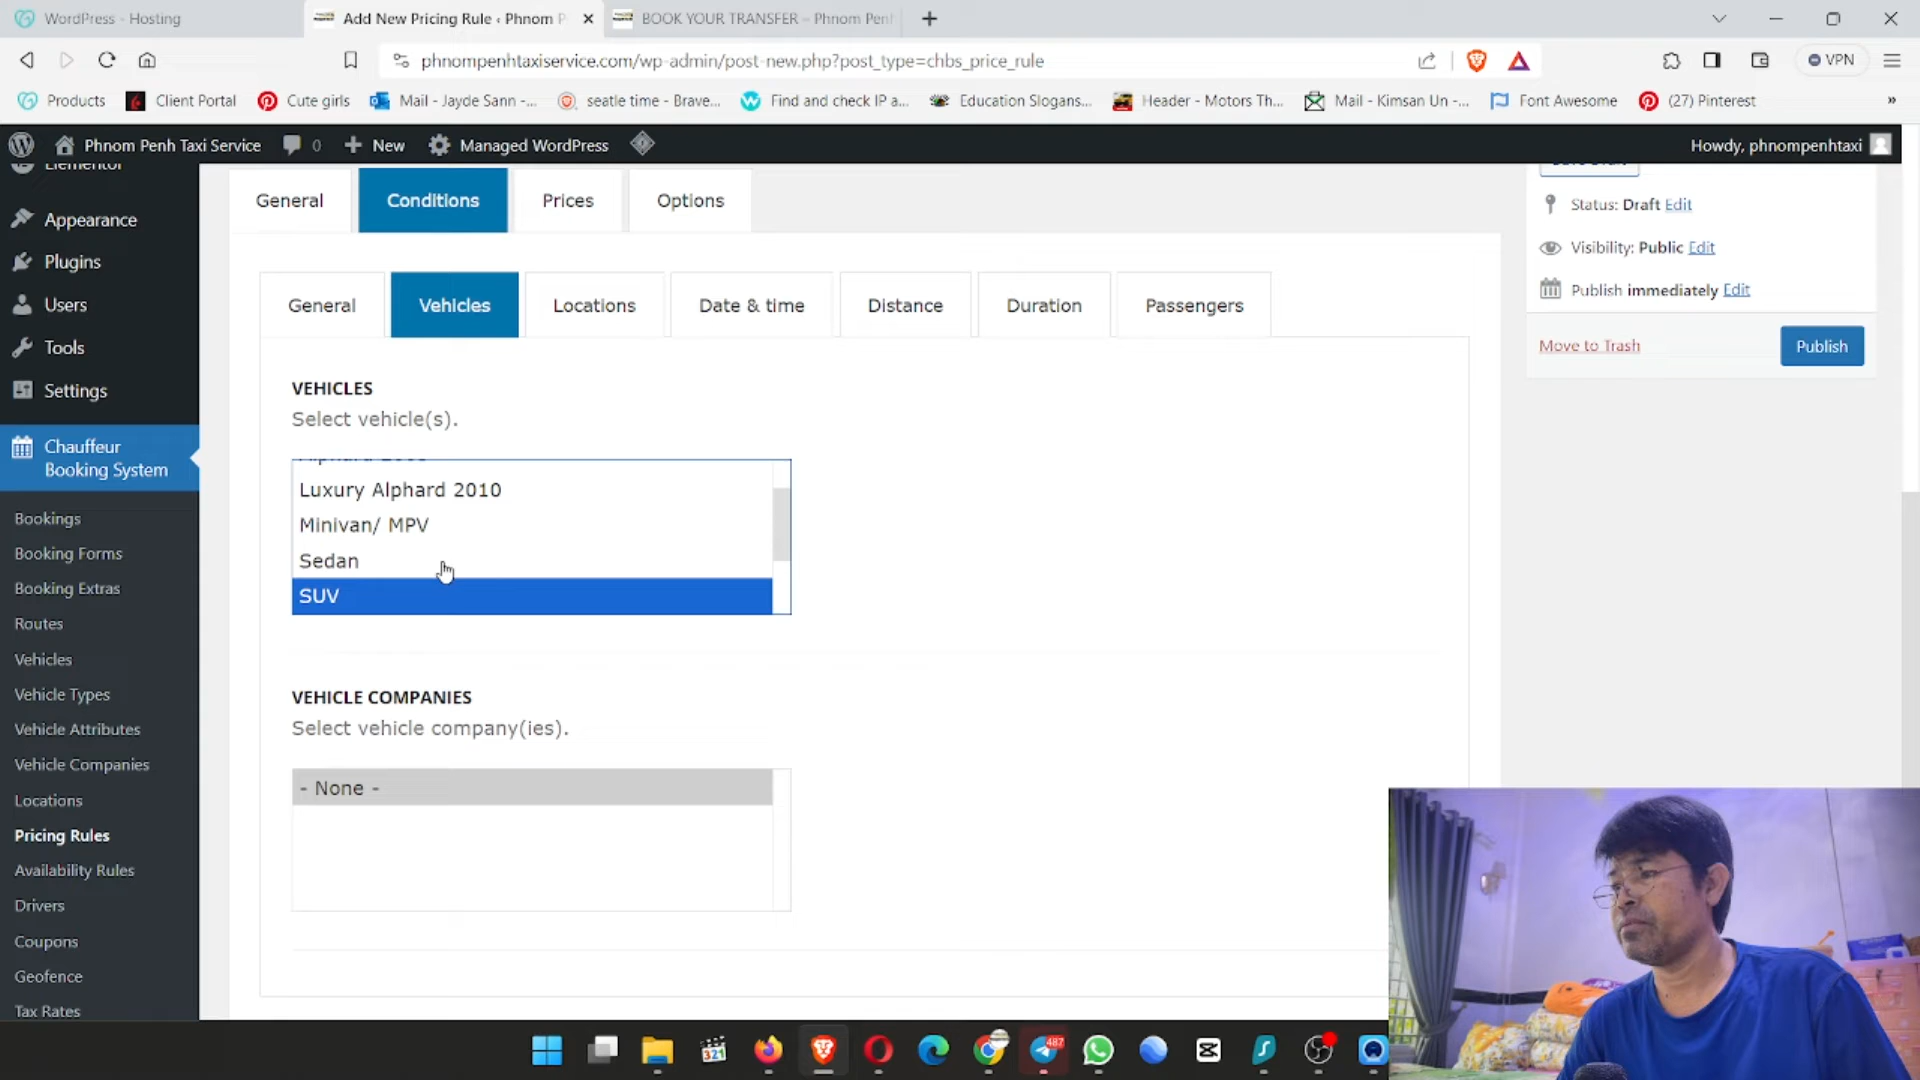 WordPress - Hosting
Add New Pricing Rule ‹ Phnom P
BOOK YOUR TRANSFER – Phnom Penh
phnompenhtaxiservice.com/wp-admin/post-new.php?post_type=chbs_price_rule
VPN
Products
Client Portal
Cute girls
Mail - Jayde Sann -...
seatle time - Brave...
Find and check IP a...
Education Slogans...
Header - Motors Th...
Mail - Kimsan Un -...
Font Awesome
(27) Pinterest
»
Phnom Penh Taxi Service
0
New
Managed WordPress
Howdy, phnompenhtaxi
Elementor
Appearance
Plugins
Users
Tools
Settings
Chauffeur
Booking System
Bookings
Booking Forms
Booking Extras
Routes
Vehicles
Vehicle Types
Vehicle Attributes
Vehicle Companies
Locations
Pricing Rules
Availability Rules
Drivers
Coupons
Geofence
Tax Rates
General
Conditions
Prices
Options
General
Vehicles
Locations
Date & time
Distance
Duration
Passengers
VEHICLES
Select vehicle(s).
Luxury Alphard 2010
Minivan/ MPV
Sedan
SUV
VEHICLE COMPANIES
Select vehicle company(ies).
- None -
Status: Draft Edit
Visibility: Public Edit
Publish immediately Edit
Move to Trash
Publish
321
487